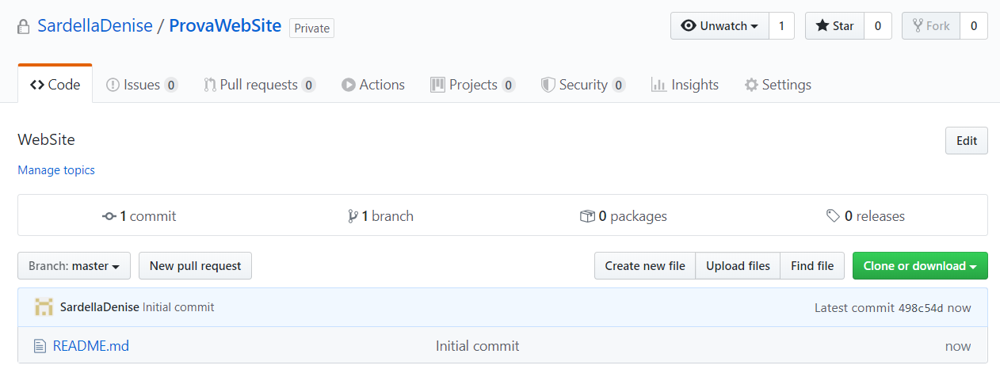 SardellaDenise / ProvaWebSite Private Unwatch 1 Star 0 Fork 0
Code Issues 0 Pull requests 0 Actions Projects 0 Security 0 Insights Settings
WebSite Edit
Manage topics
1 commit 1 branch 0 packages 0 releases
Branch: master New pull request Create new file Upload files Find file Clone or download
SardellaDenise Initial commit Latest commit 498c54d now
README.md Initial commit now